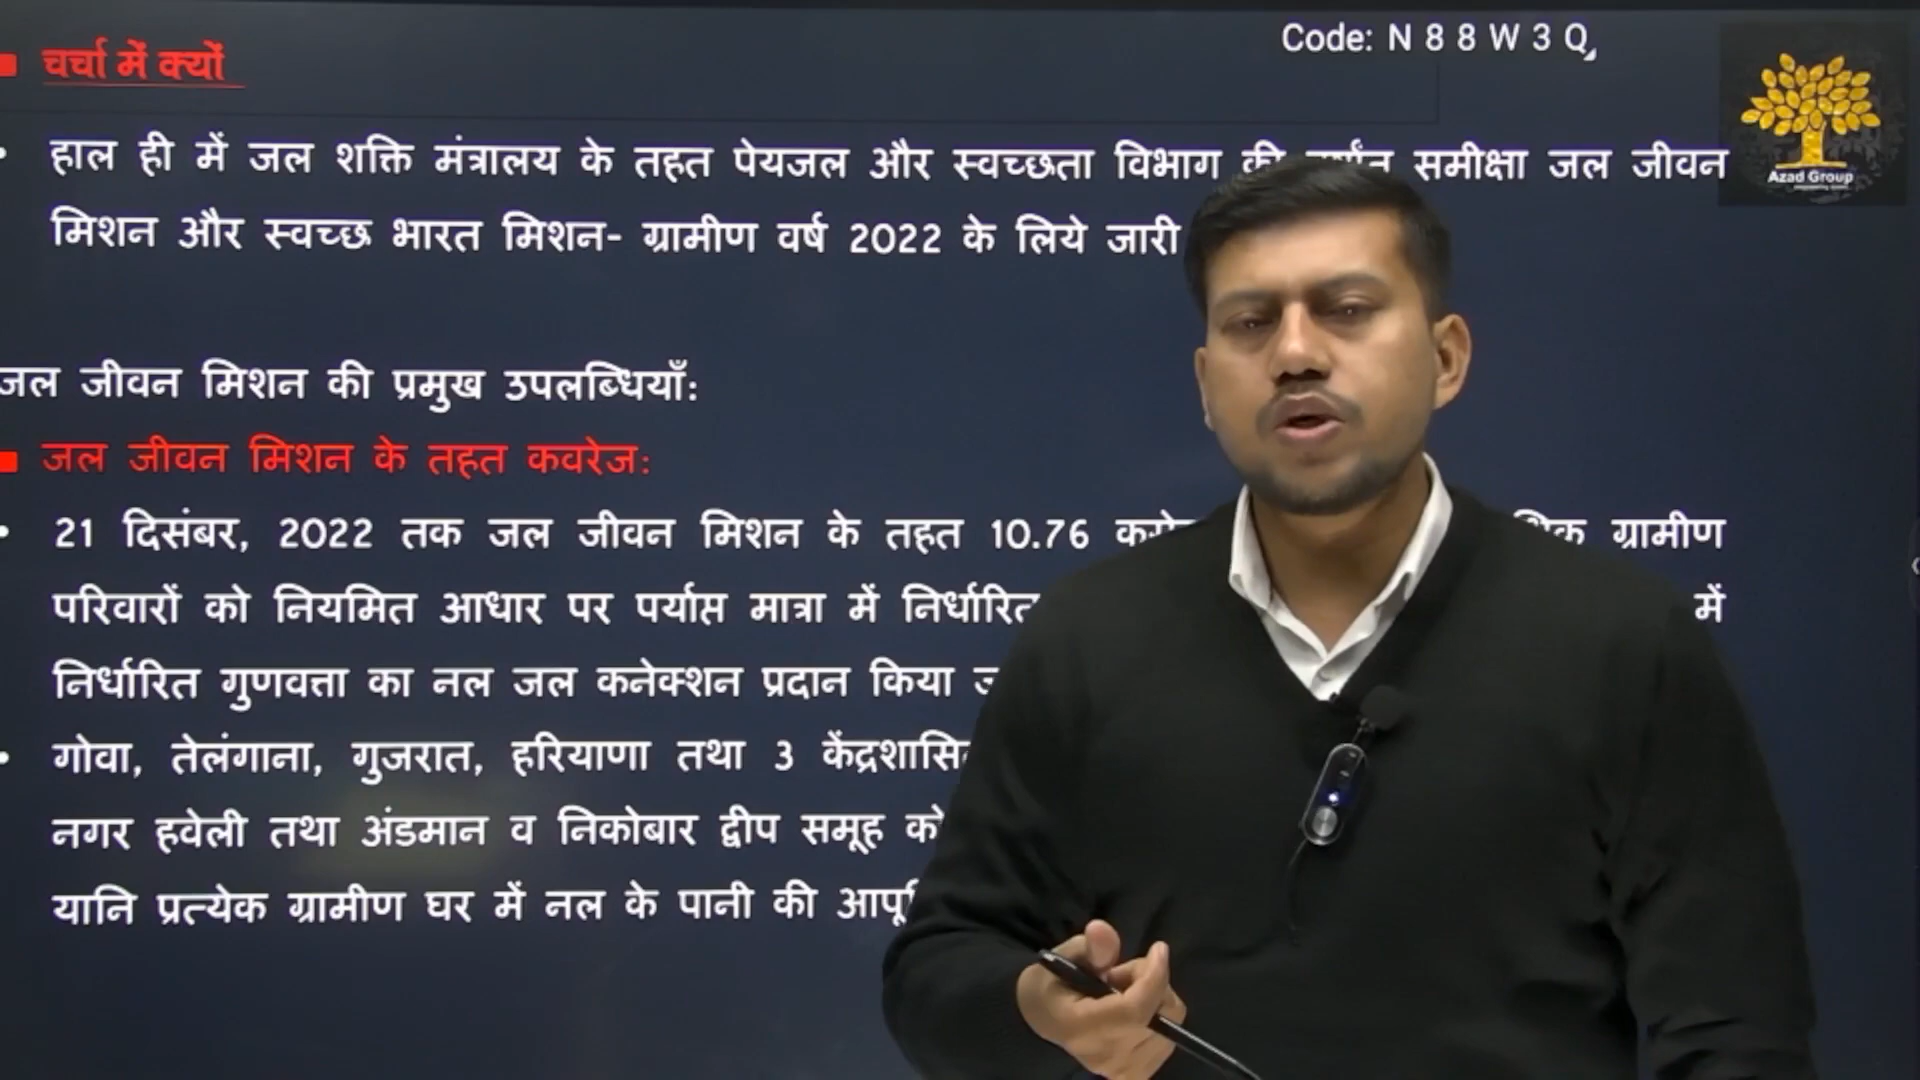 Code: N 8 8 W 3 Q
चर्चा में क्यों
Azad Group
हाल ही में जल शक्ति मंत्रालय के तहत पेयजल और स्वच्छता विभाग की समीक्षा जल जीवन
मिशन और स्वच्छ भारत मिशन- ग्रामीण वर्ष 2022 के लिये जारी
जल जीवन मिशन की प्रमुख उपलब्धियाँ:
जल जीवन मिशन के तहत कवरेज:
21 दिसंबर, 2022 तक जल जीवन मिशन के तहत 10.76 ग्रामीण
परिवारों को नियमित आधार पर पर्याप्त मात्रा में निर्धारित में
निर्धारित गुणवत्ता का नल जल कनेक्शन प्रदान किया
गोवा, तेलंगाना, गुजरात, हरियाणा तथा 3
नगर हवेली तथा अंडमान व निकोबार द्वीप समूह को
यानि प्रत्येक ग्रामीण घर में नल के पानी की